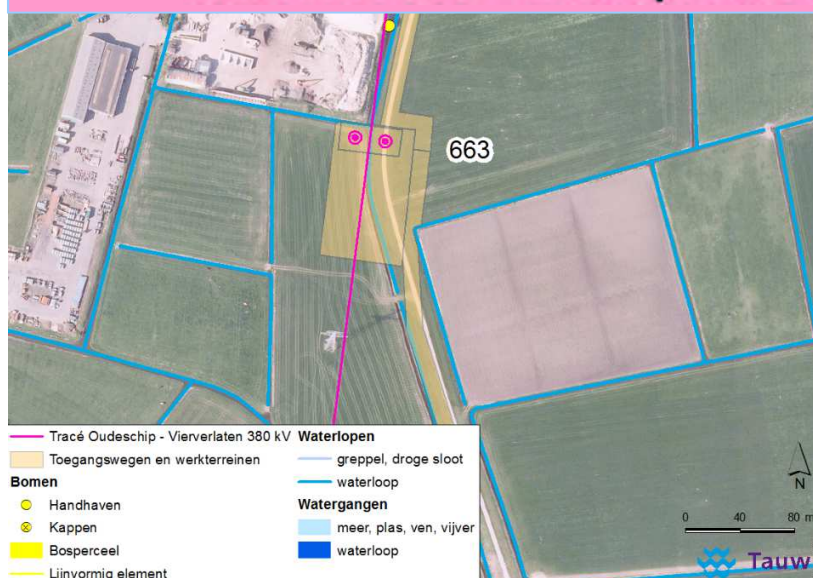 663
Tracé Oudeschip - Vierverlaten 380 kV
Toegangswegen en werkterreinen
Bomen
Handhaven
Kappen
Bosperceel
Lijnvormig element
Waterlopen
greppel, droge sloot
waterloop
Watergangen
meer, plas, ven, vijver
waterloop
N
0 40 80 m
Tauw